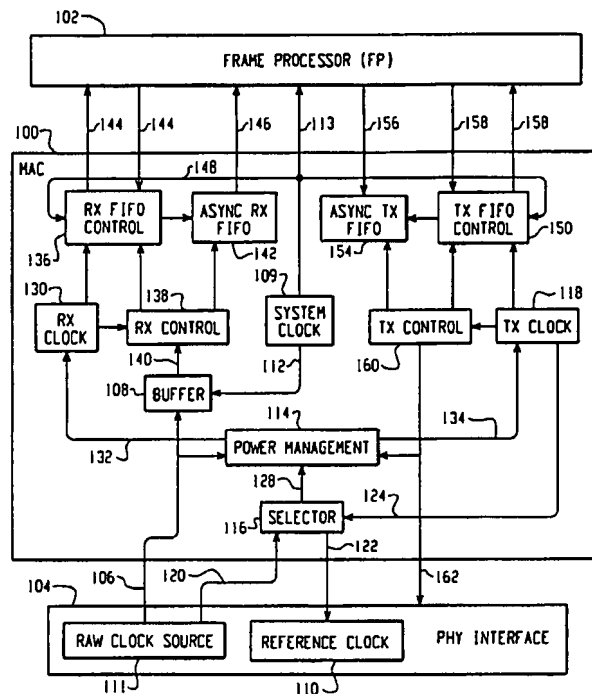 102
FRAME PROCESSOR (FP)
144
144
146
113
156
158
158
100
MAC
148
RX FIFO
CONTROL
ASYNC RX
FIFO
ASYNC TX
FIFO
TX FIFO
CONTROL
136
142
154
150
130
138
109
118
RX
CLOCK
RX CONTROL
SYSTEM
CLOCK
TX CONTROL
TX CLOCK
140
112
160
108
BUFFER
114
134
POWER MANAGEMENT
132
128
124
SELECTOR
116
122
106
120
162
104
RAW CLOCK SOURCE
REFERENCE CLOCK
PHY INTERFACE
111
110